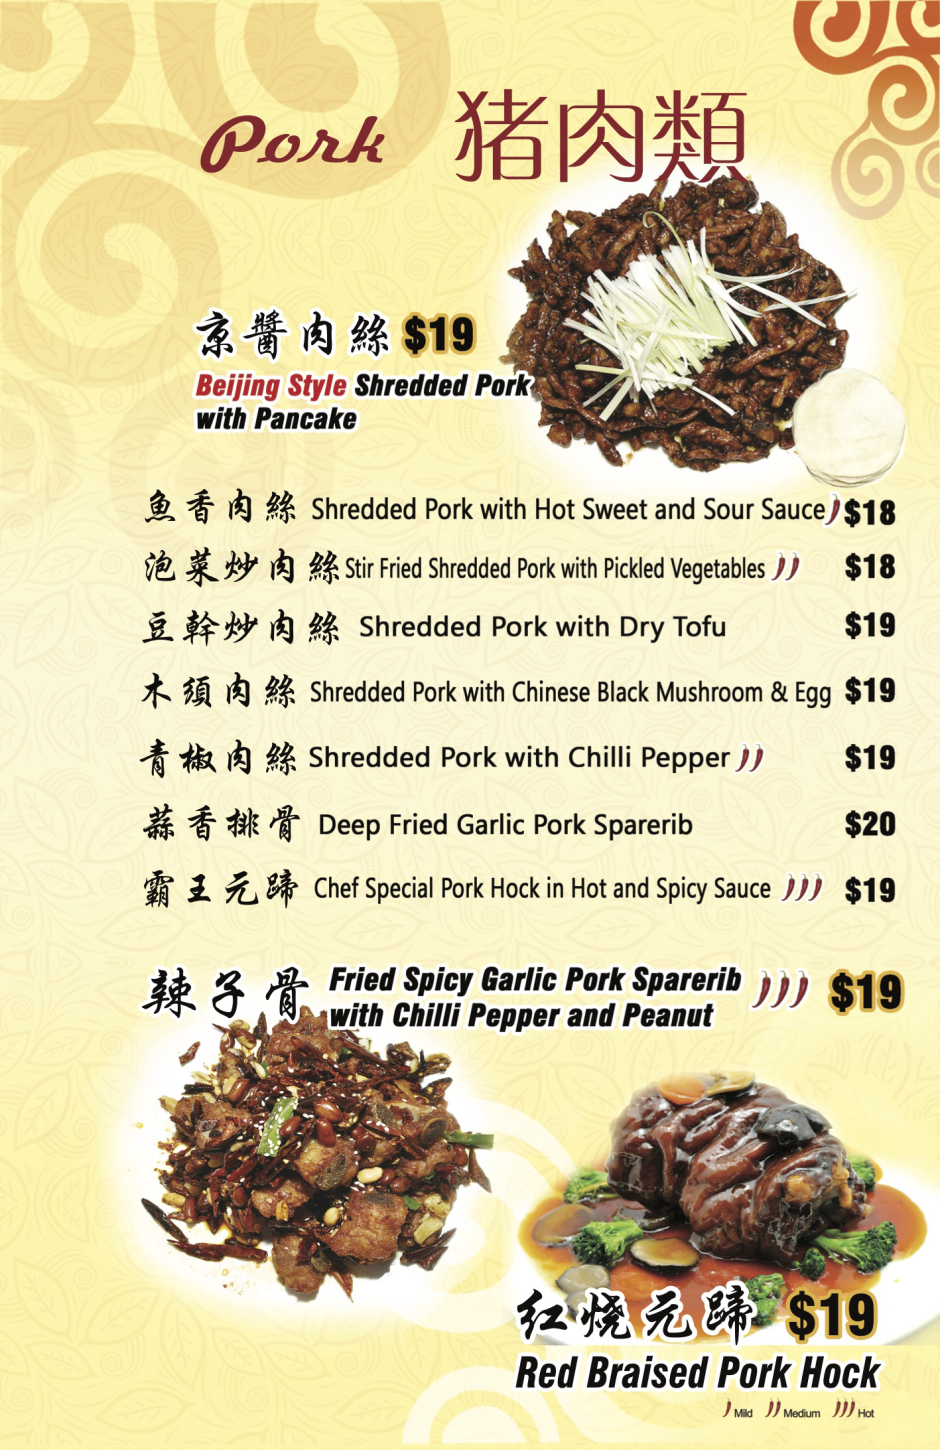 Pork 猪肉類
京醬肉絲 $19
Beijing Style Shredded Pork
with Pancake
魚香肉絲 Shredded Pork with Hot Sweet and Sour Sauce $18
泡菜炒肉絲 Stir Fried Shredded Pork with Pickled Vegetables $18
豆幹炒肉絲 Shredded Pork with Dry Tofu $19
木須肉絲 Shredded Pork with Chinese Black Mushroom & Egg $19
青椒肉絲 Shredded Pork with Chilli Pepper $19
蒜香排骨 Deep Fried Garlic Pork Sparerib $20
霸王元蹄 Chef Special Pork Hock in Hot and Spicy Sauce $19
辣子骨 Fried Spicy Garlic Pork Sparerib $19
with Chilli Pepper and Peanut
红烧元蹄 $19
Red Braised Pork Hock
Mild Medium Hot